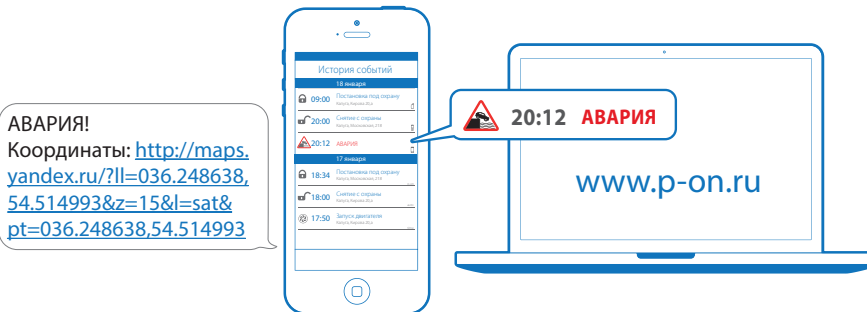 АВАРИЯ!
Координаты: http://maps.
yandex.ru/?ll=036.248638,
54.514993&z=15&l=sat&
pt=036.248638,54.514993
История событий
18 января
09:00 Постановка под охрану
20:00 Снятие с охраны
20:12 АВАРИЯ
17 января
18:34 Постановка под охрану
18:00 Снятие с охраны
17:50 Запуск двигателя
20:12 АВАРИЯ
www.p-on.ru